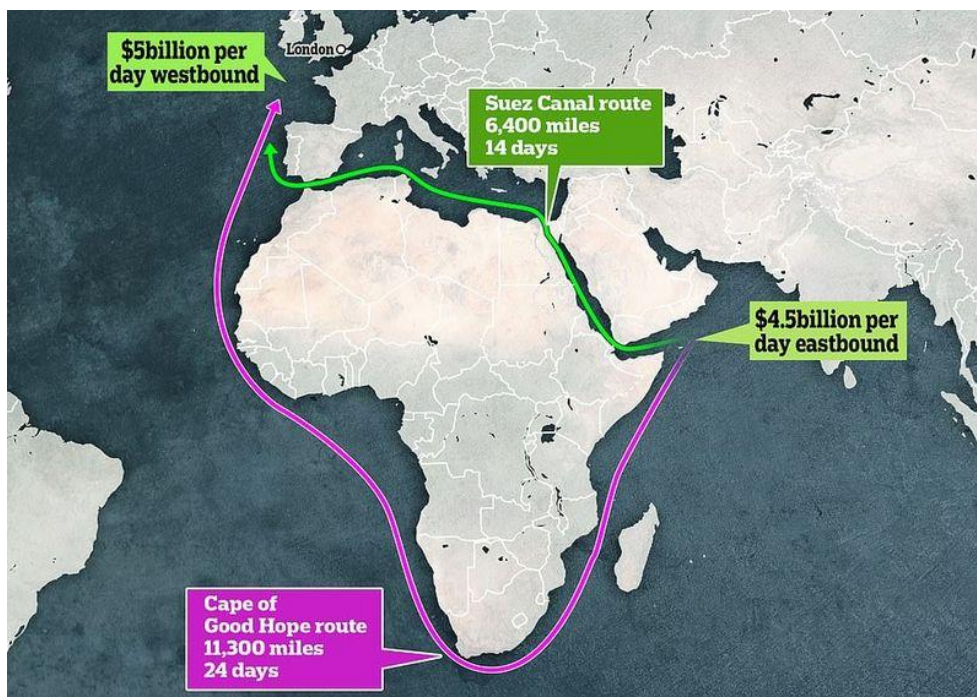 $5billion per
day westbound
London
Suez Canal route
6,400 miles
14 days
$4.5billion per
day eastbound
Cape of
Good Hope route
11,300 miles
24 days